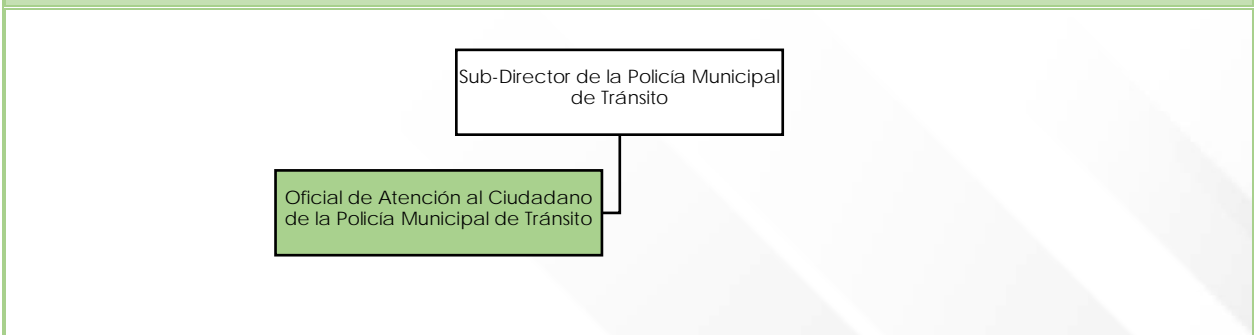 Sub-Director de la Policía Municipal
de Tránsito
Oficial de Atención al Ciudadano
de la Policía Municipal de Tránsito